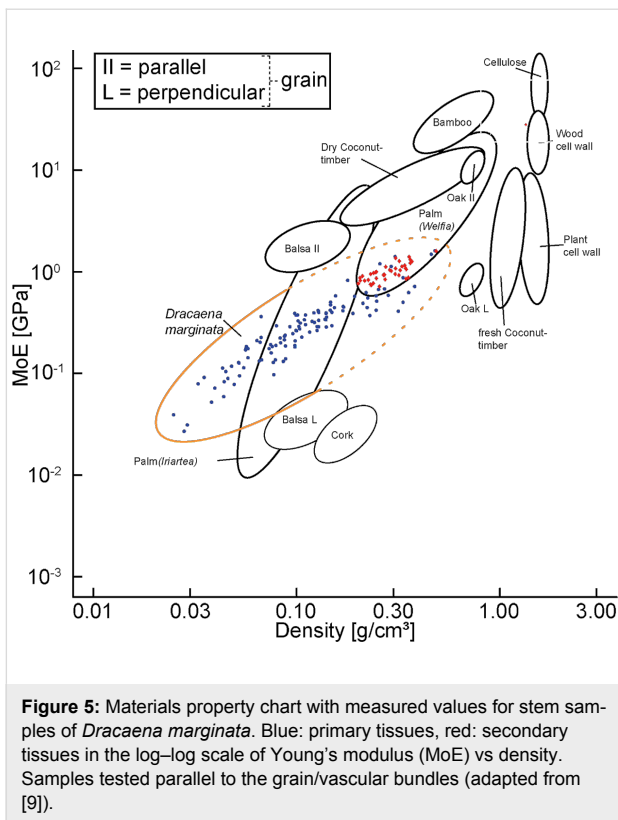 II = parallel
L = perpendicular
grain
10²
10¹
10⁰
10⁻¹
10⁻²
10⁻³
MoE [GPa]
Cellulose
Bamboo
Wood
cell wall
Dry Coconut-
timber
Oak II
Palm
(Welfia)
Balsa II
Plant
cell wall
Oak L
fresh Coconut-
timber
Dracaena
marginata
Balsa L
Cork
Palm(Iriartea)
0.01 0.03 0.10 0.30 1.00 3.00
Density [g/cm³]
Figure 5: Materials property chart with measured values for stem sam-
ples of Dracaena marginata. Blue: primary tissues, red: secondary
tissues in the log–log scale of Young’s modulus (MoE) vs density.
Samples tested parallel to the grain/vascular bundles (adapted from
[9]).